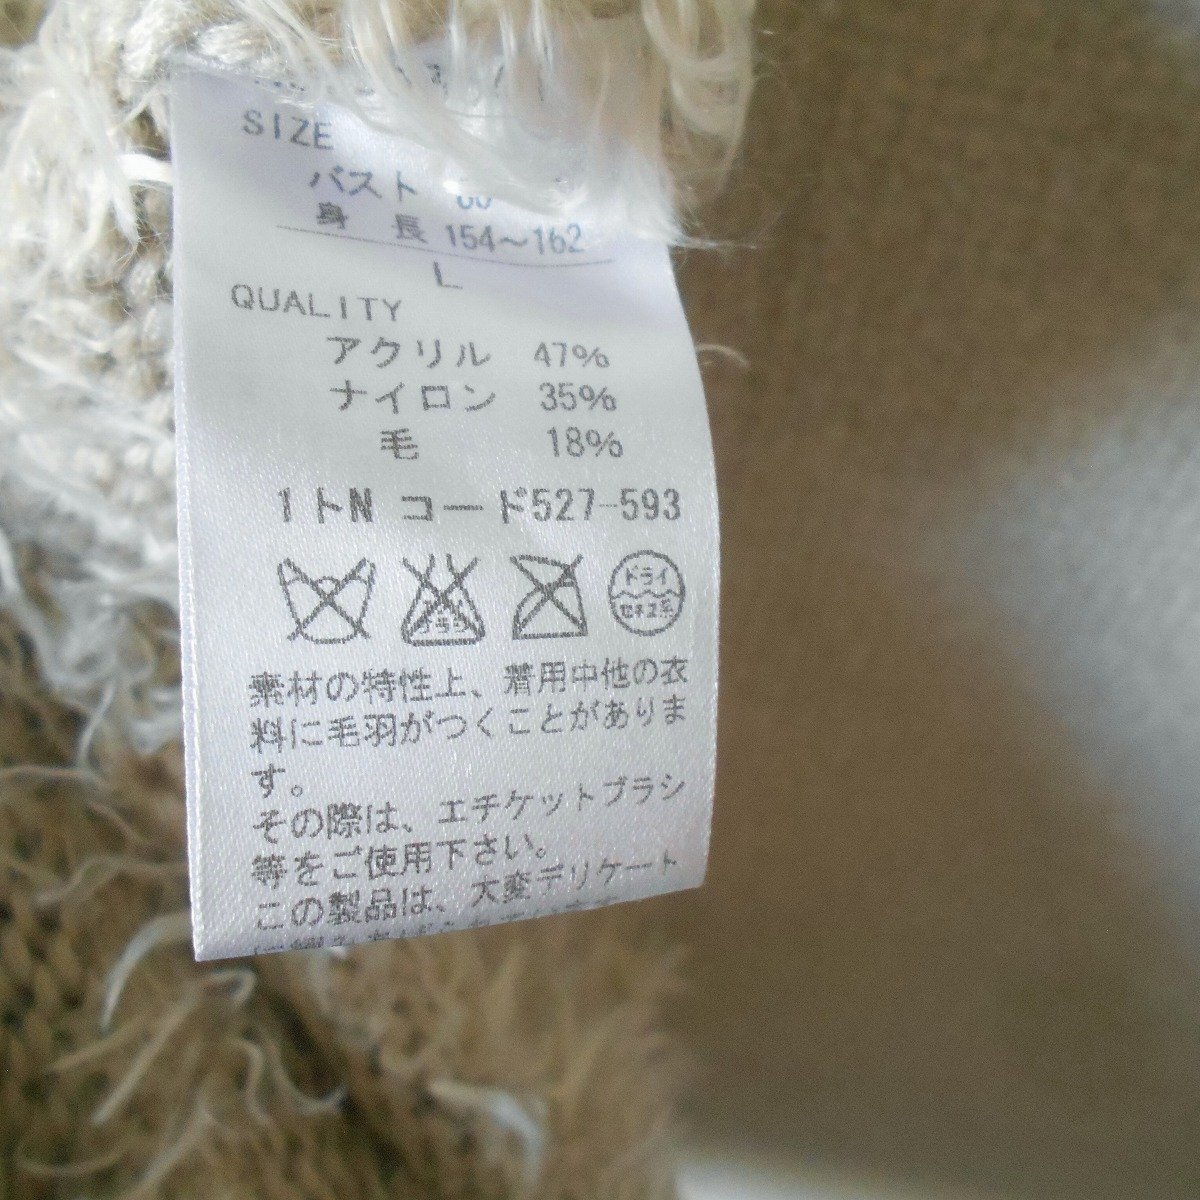 SIZE
バスト
身長 154〜162
L
QUALITY
アクリル 47%
ナイロン 35%
毛 18%
1トN コード527-593
ドライ
セキユ系
素材の特性上、着用中他の衣
料に毛羽がつくことがありま
す。
その際は、エチケットブラシ
等をご使用下さい。
この製品は、大変デリケート